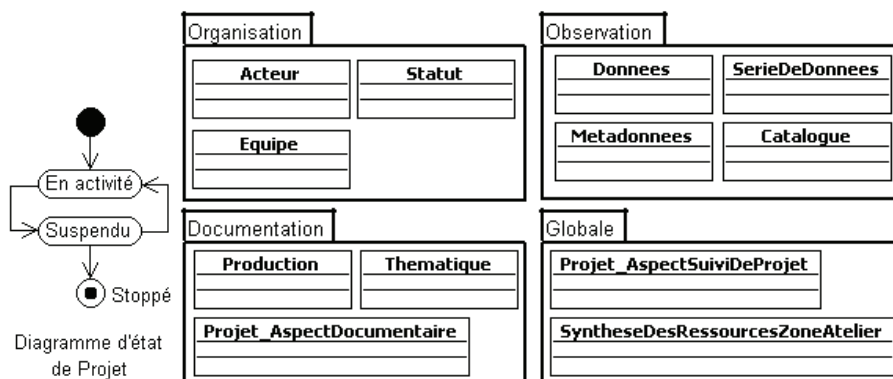 Organisation
Acteur
Statut
Equipe
Observation
Donnees
SerieDeDonnees
Metadonnees
Catalogue
En activité
Suspendu
Stoppé
Diagramme d'état
de Projet
Documentation
Production
Thematique
Projet_AspectDocumentaire
Globale
Projet_AspectSuiviDeProjet
SyntheseDesRessourcesZoneAtelier